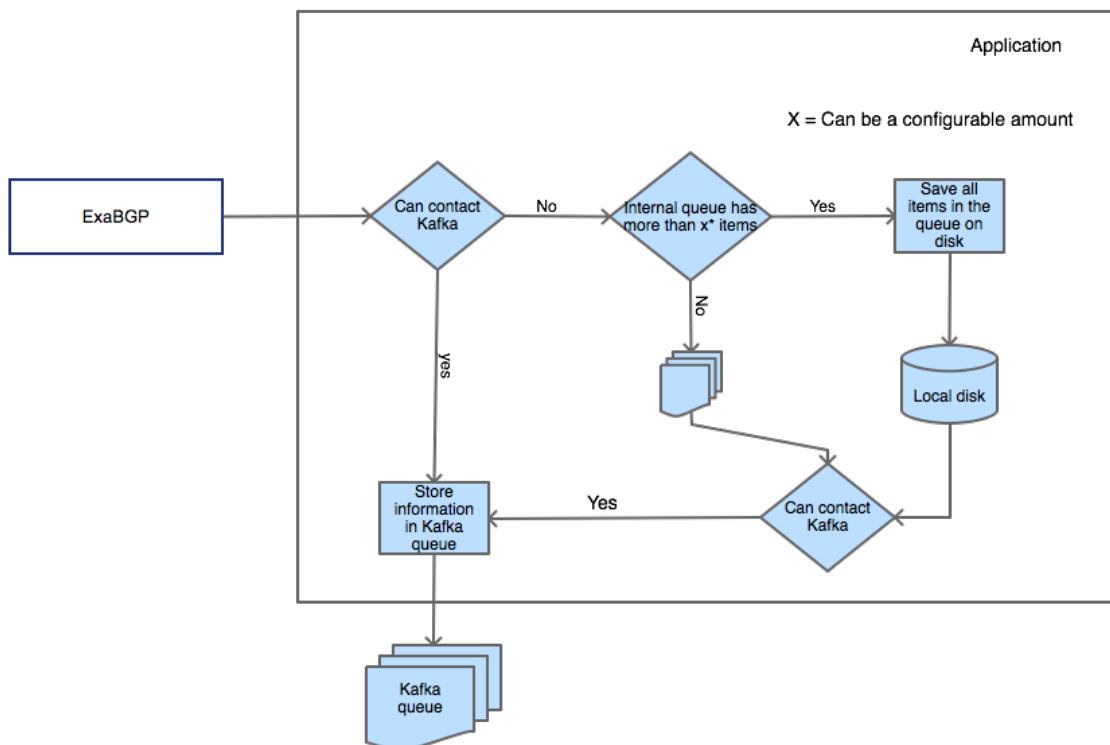 Application
X = Can be a configurable amount
ExaBGP
Can contact
Kafka
No
Internal queue has
more than x* items
Yes
Save all
items in the
queue on
disk
No
yes
Local disk
Store
information
in Kafka
queue
Yes
Can contact
Kafka
Kafka
queue